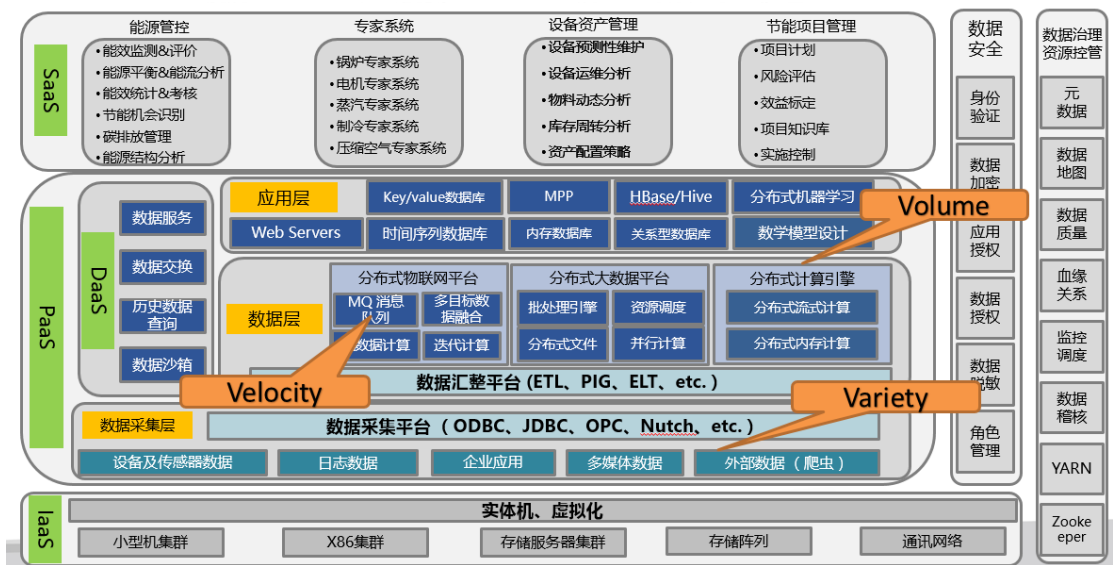 SaaS
能源管控
•能效监测&评价
•能源平衡&能流分析
•能效统计&考核
•节能机会识别
•碳排放管理
•能源结构分析
专家系统
•锅炉专家系统
•电机专家系统
•蒸汽专家系统
•制冷专家系统
•压缩空气专家系统
设备资产管理
•设备预测性维护
•设备运维分析
•物料动态分析
•库存周转分析
•资产配置策略
节能项目管理
•项目计划
•风险评估
•效益标定
•项目知识库
•实施控制
PaaS
DaaS
数据服务
数据交换
历史数据
查询
数据沙箱
应用层
Key/value数据库
MPP
HBase/Hive
分布式机器学习
Web Servers
时间序列数据库
内存数据库
关系型数据库
数学模型设计
Volume
数据层
分布式物联网平台
MQ 消息
队列
多目标数
据融合
数据计算
迭代计算
分布式大数据平台
批处理引擎
资源调度
分布式文件
并行计算
分布式计算引擎
分布式流式计算
分布式内存计算
Velocity
数据汇整平台 (ETL、PIG、ELT、etc. )
Variety
数据采集层
数据采集平台 （ ODBC、JDBC、OPC、Nutch、etc. ）
设备及传感器数据
日志数据
企业应用
多媒体数据
外部数据（爬虫）
IaaS
实体机、虚拟化
小型机集群
X86集群
存储服务器集群
存储阵列
通讯网络
数据
安全
身份
验证
数据
加密
应用
授权
数据
授权
数据
脱敏
角色
管理
数据治理
资源控管
元
数据
数据
地图
数据
质量
血缘
关系
监控
调度
数据
稽核
YARN
Zooke
eper